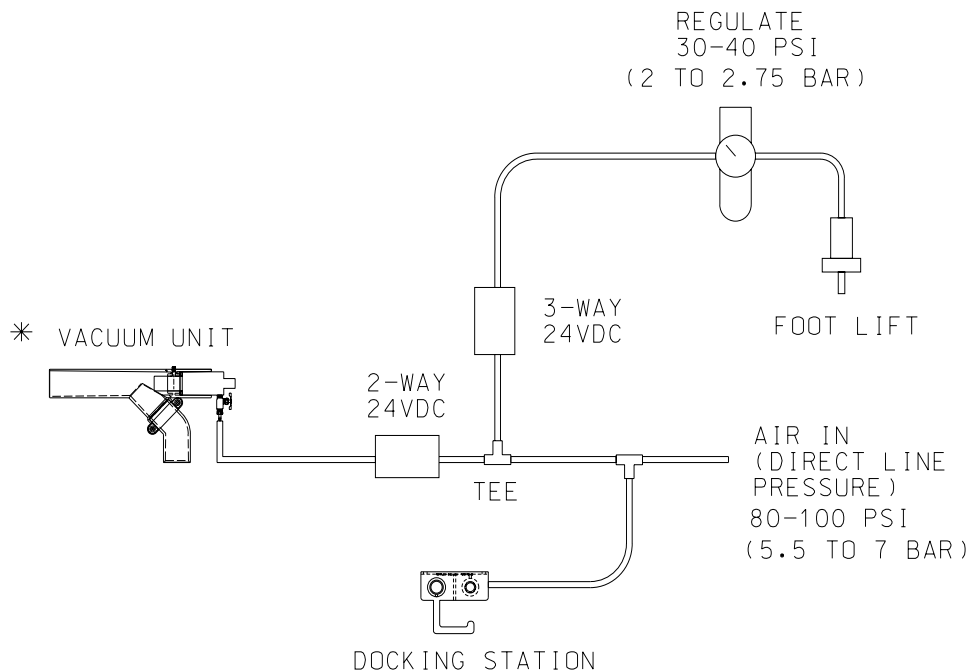 REGULATE
30-40 PSI
(2 TO 2.75 BAR)
3-WAY
24VDC
FOOT LIFT
* VACUUM UNIT
2-WAY
24VDC
TEE
AIR IN
(DIRECT LINE
PRESSURE)
80-100 PSI
(5.5 TO 7 BAR)
DOCKING STATION